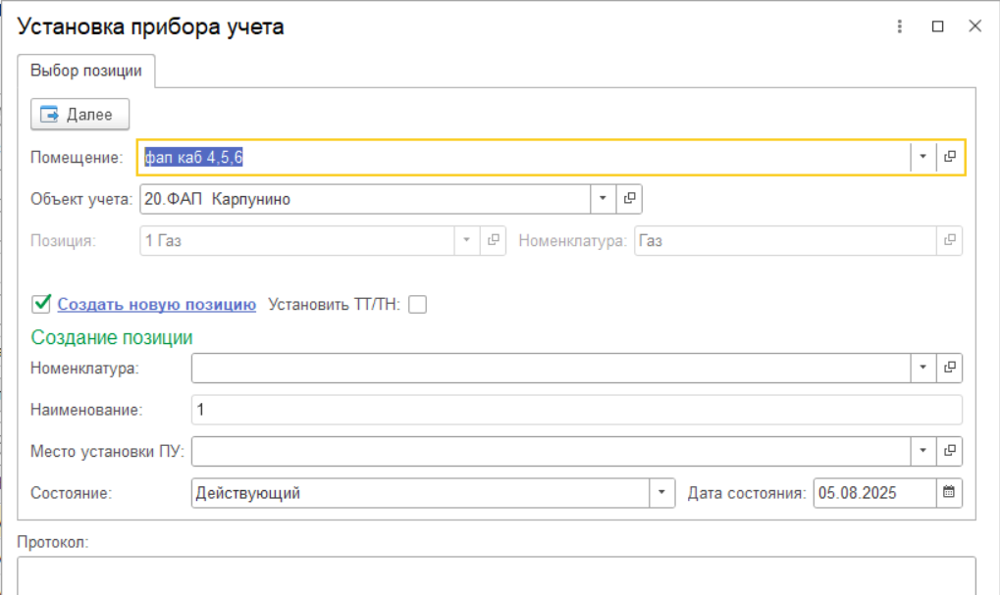 Установка прибора учета
Выбор позиции
Далее
Помещение: фап каб 4,5,6
Объект учета: 20.ФАП Карпунино
Позиция: 1 Газ Номенклатура: Газ
Создать новую позицию Установить ТТ/ТН:
Создание позиции
Номенклатура:
Наименование: 1
Место установки ПУ:
Состояние: Действующий Дата состояния: 05.08.2025
Протокол: